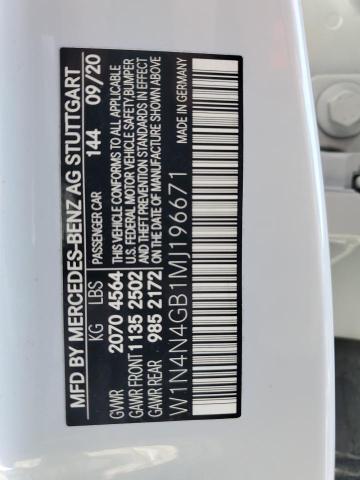 MFD BY MERCEDES-BENZ AG STUTTGART
KG LBS PASSENGER CAR 144 09/20
GVWR 2070 4564 THIS VEHICLE CONFORMS TO ALL APPLICABLE
GAWR FRONT 1135 2502 U.S. FEDERAL MOTOR VEHICLE SAFETY, BUMPER
GAWR REAR 985 2172 AND THEFT PREVENTION STANDARDS IN EFFECT
ON THE DATE OF MANUFACTURE SHOWN ABOVE
W1N4N4GB1MJ196671 MADE IN GERMANY